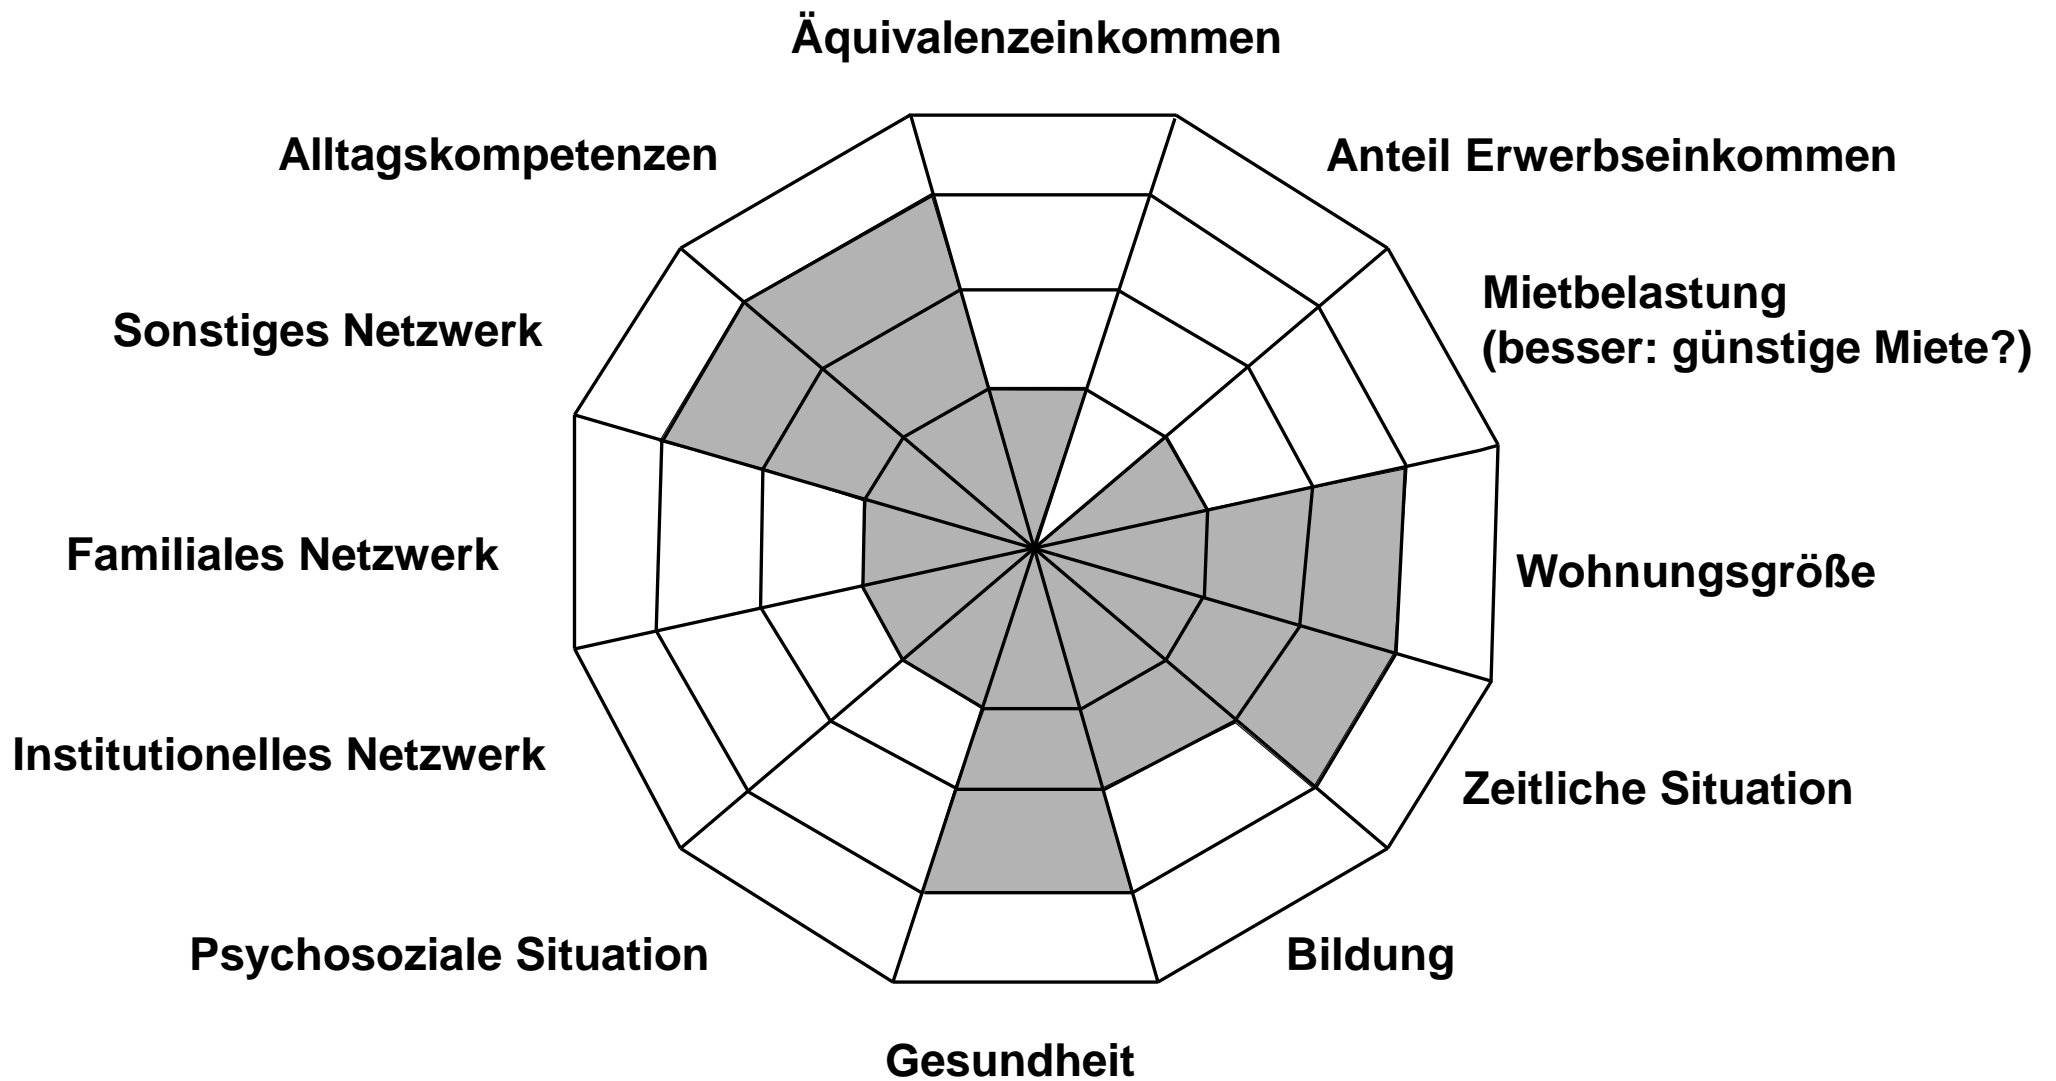 Äquivalenzeinkommen
Alltagskompetenzen
Anteil Erwerbseinkommen
Sonstiges Netzwerk
Mietbelastung
(besser: günstige Miete?)
Familiales Netzwerk
Wohnungsgröße
Institutionelles Netzwerk
Zeitliche Situation
Psychosoziale Situation
Bildung
Gesundheit